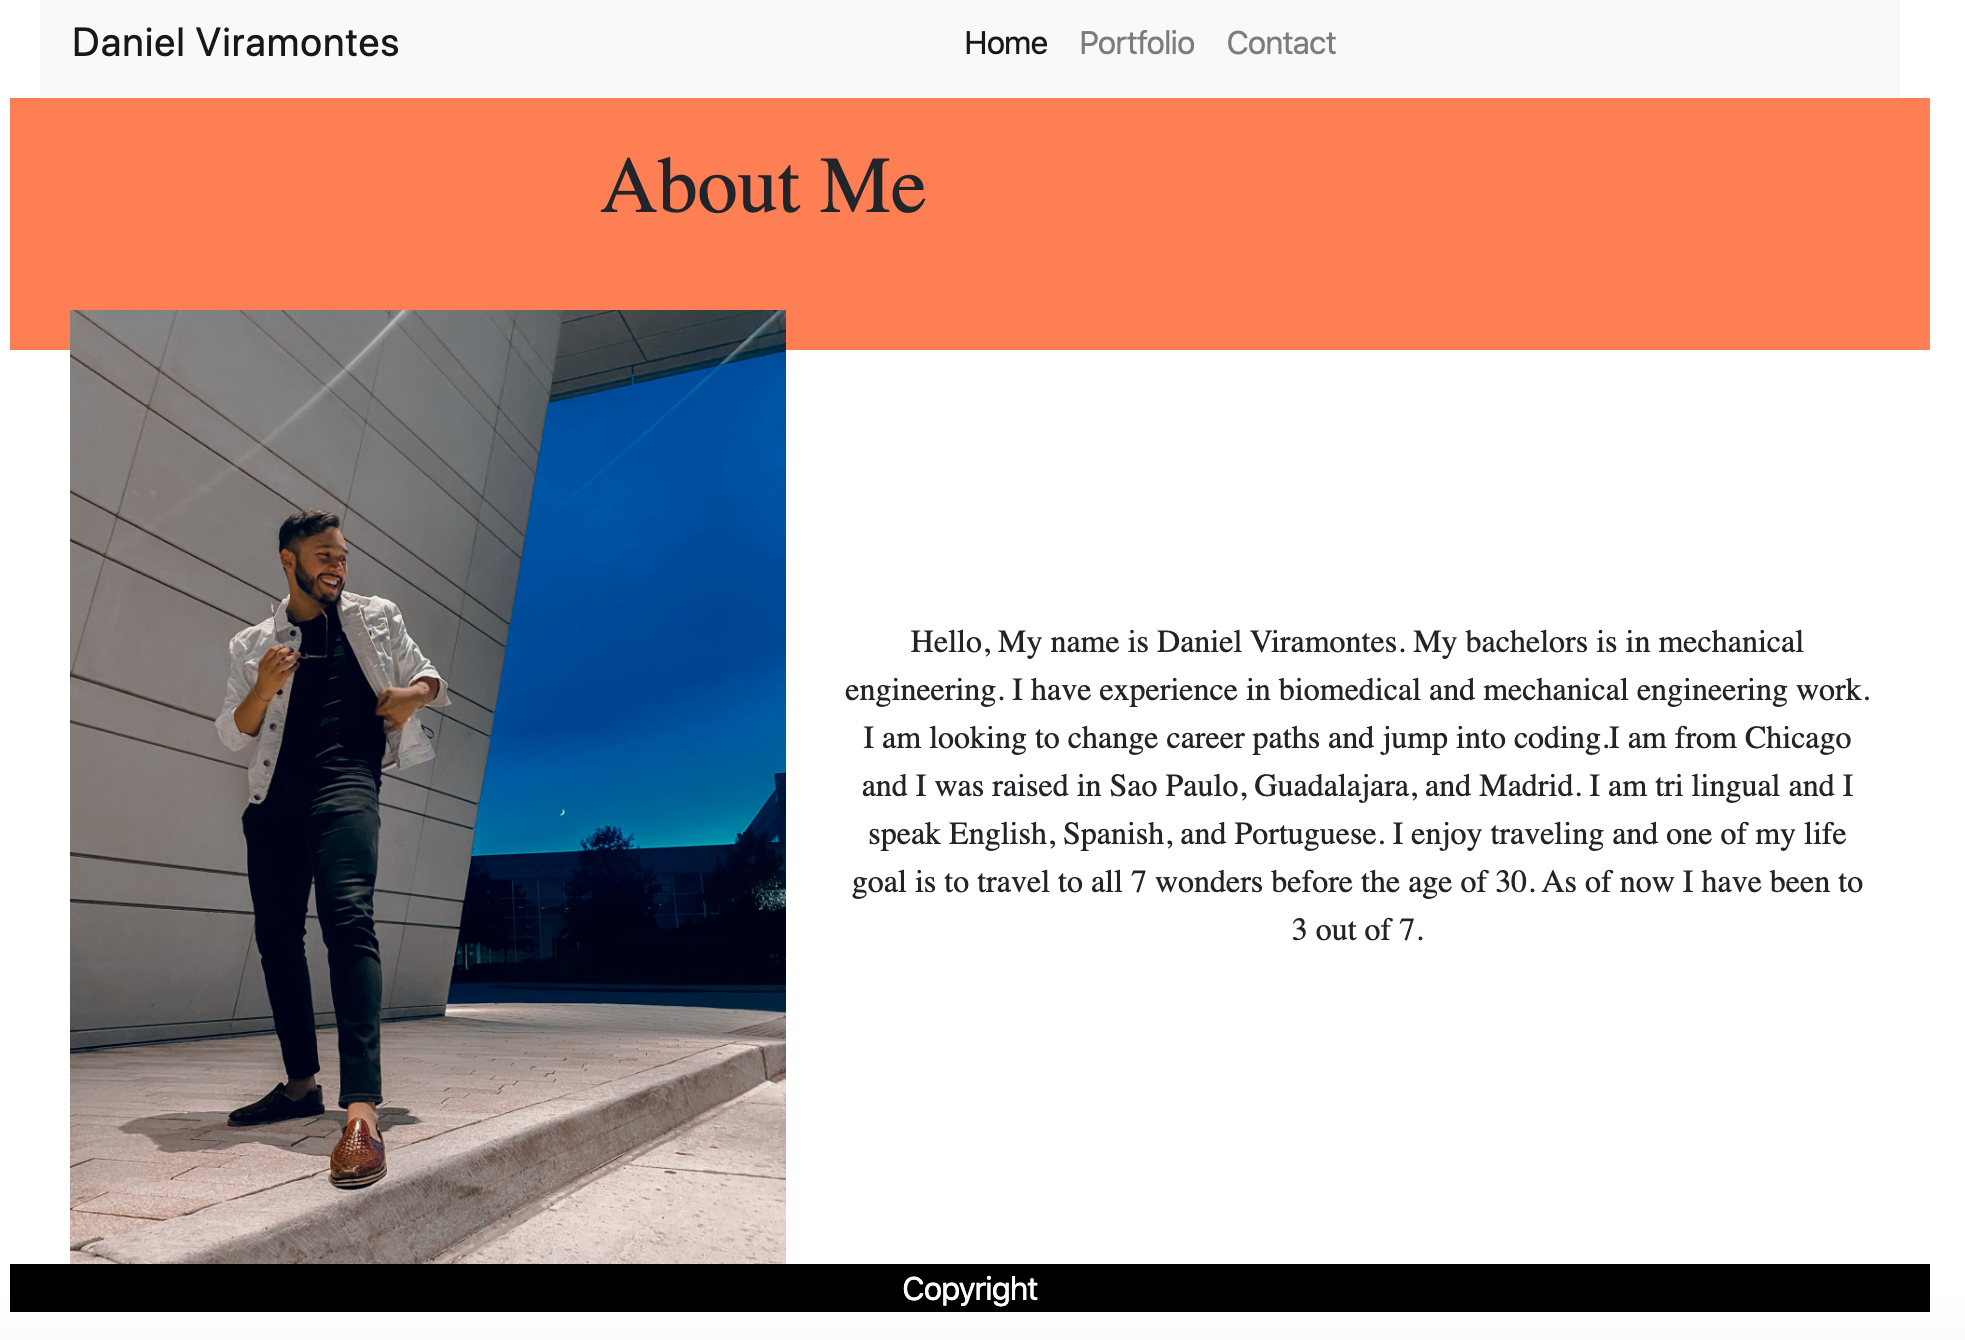 Daniel Viramontes
Home Portfolio Contact
About Me
Hello, My name is Daniel Viramontes. My bachelors is in mechanical
engineering. I have experience in biomedical and mechanical engineering work.
I am looking to change career paths and jump into coding.I am from Chicago
and I was raised in Sao Paulo, Guadalajara, and Madrid. I am tri lingual and I
speak English, Spanish, and Portuguese. I enjoy traveling and one of my life
goal is to travel to all 7 wonders before the age of 30. As of now I have been to
3 out of 7.
Copyright